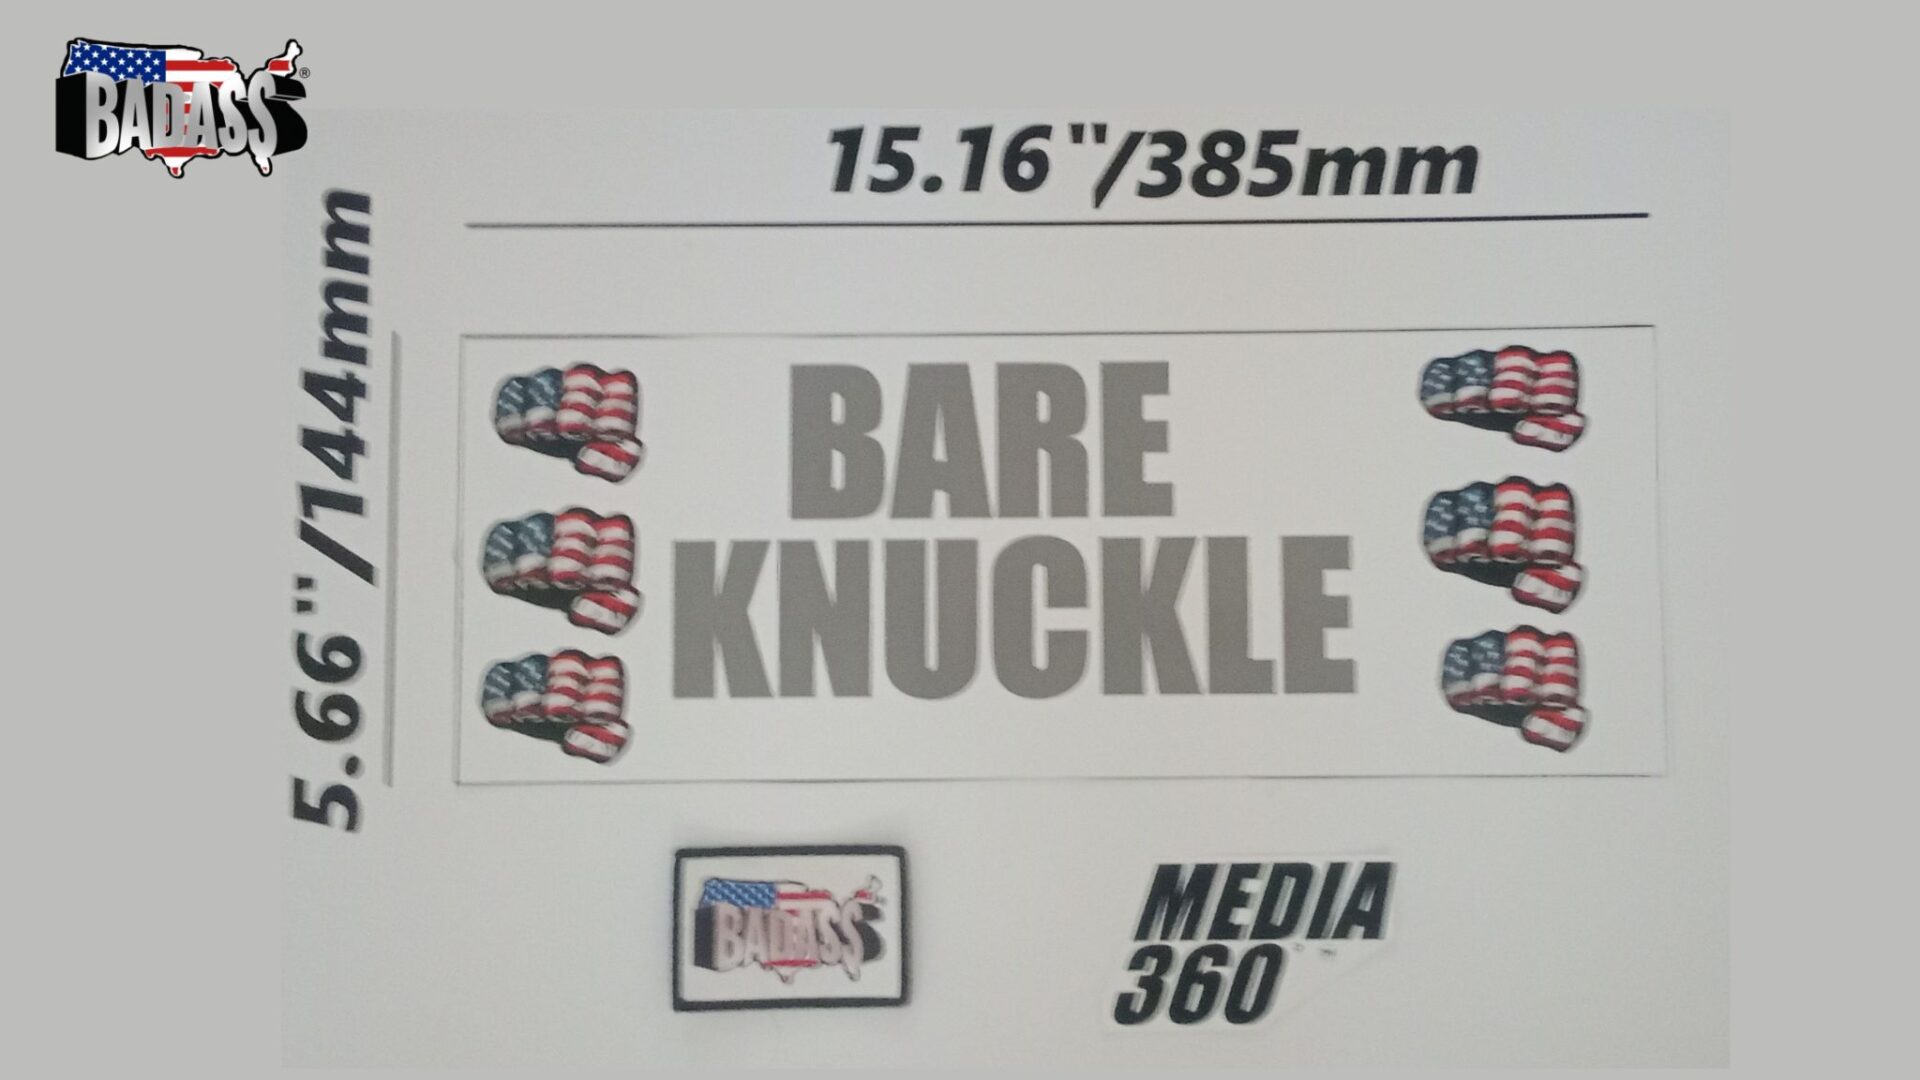 BADASS®
15.16"/385mm
5.66"/144mm
BARE
KNUCKLE
BADASS
MEDIA
360